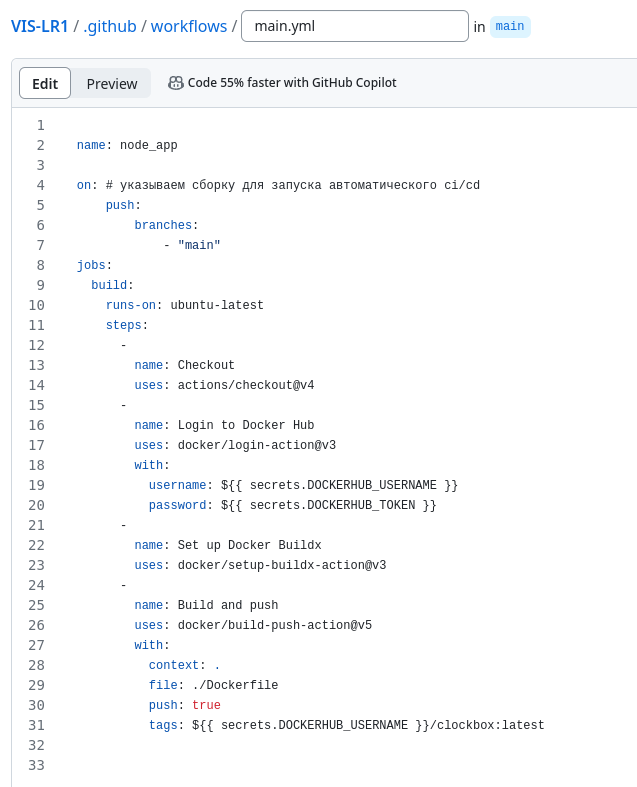 VIS-LR1 / .github / workflows / main.yml in main
Edit Preview Code 55% faster with GitHub Copilot
1
2 name: node_app
3
4 on: # указываем сборку для запуска автоматического ci/cd
5 push:
6 branches:
7 - "main"
8 jobs:
9 build:
10 runs-on: ubuntu-latest
11 steps:
12 -
13 name: Checkout
14 uses: actions/checkout@v4
15 -
16 name: Login to Docker Hub
17 uses: docker/login-action@v3
18 with:
19 username: ${{ secrets.DOCKERHUB_USERNAME }}
20 password: ${{ secrets.DOCKERHUB_TOKEN }}
21 -
22 name: Set up Docker Buildx
23 uses: docker/setup-buildx-action@v3
24 -
25 name: Build and push
26 uses: docker/build-push-action@v5
27 with:
28 context: .
29 file: ./Dockerfile
30 push: true
31 tags: ${{ secrets.DOCKERHUB_USERNAME }}/clockbox:latest
32
33